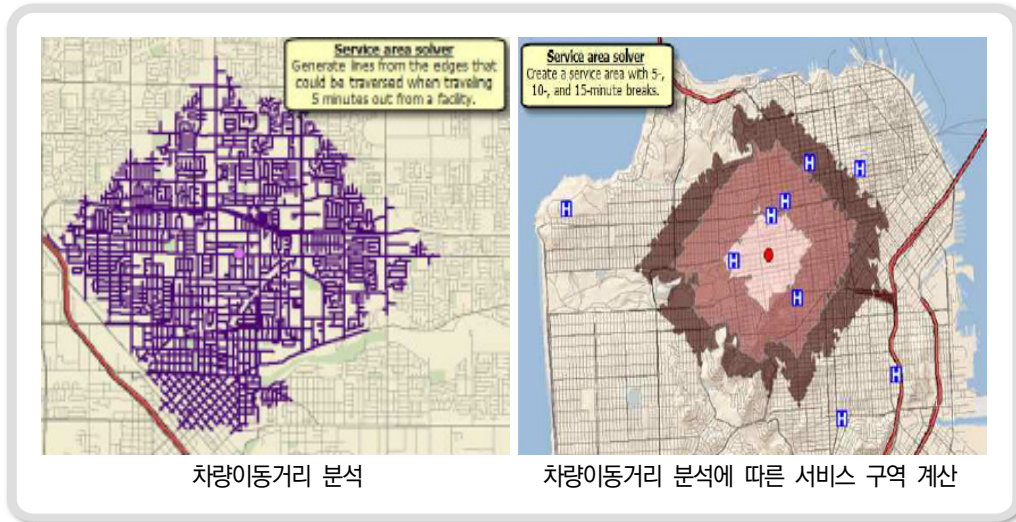 Service area solver
Generate lines from the edges that
could be traversed when traveling
5 minutes out from a facility.
Service area solver
Create a service area with 5-,
10-, and 15-minute breaks.
H
H
H
H
H
H
H
H
H
차량이동거리 분석
차량이동거리 분석에 따른 서비스 구역 계산